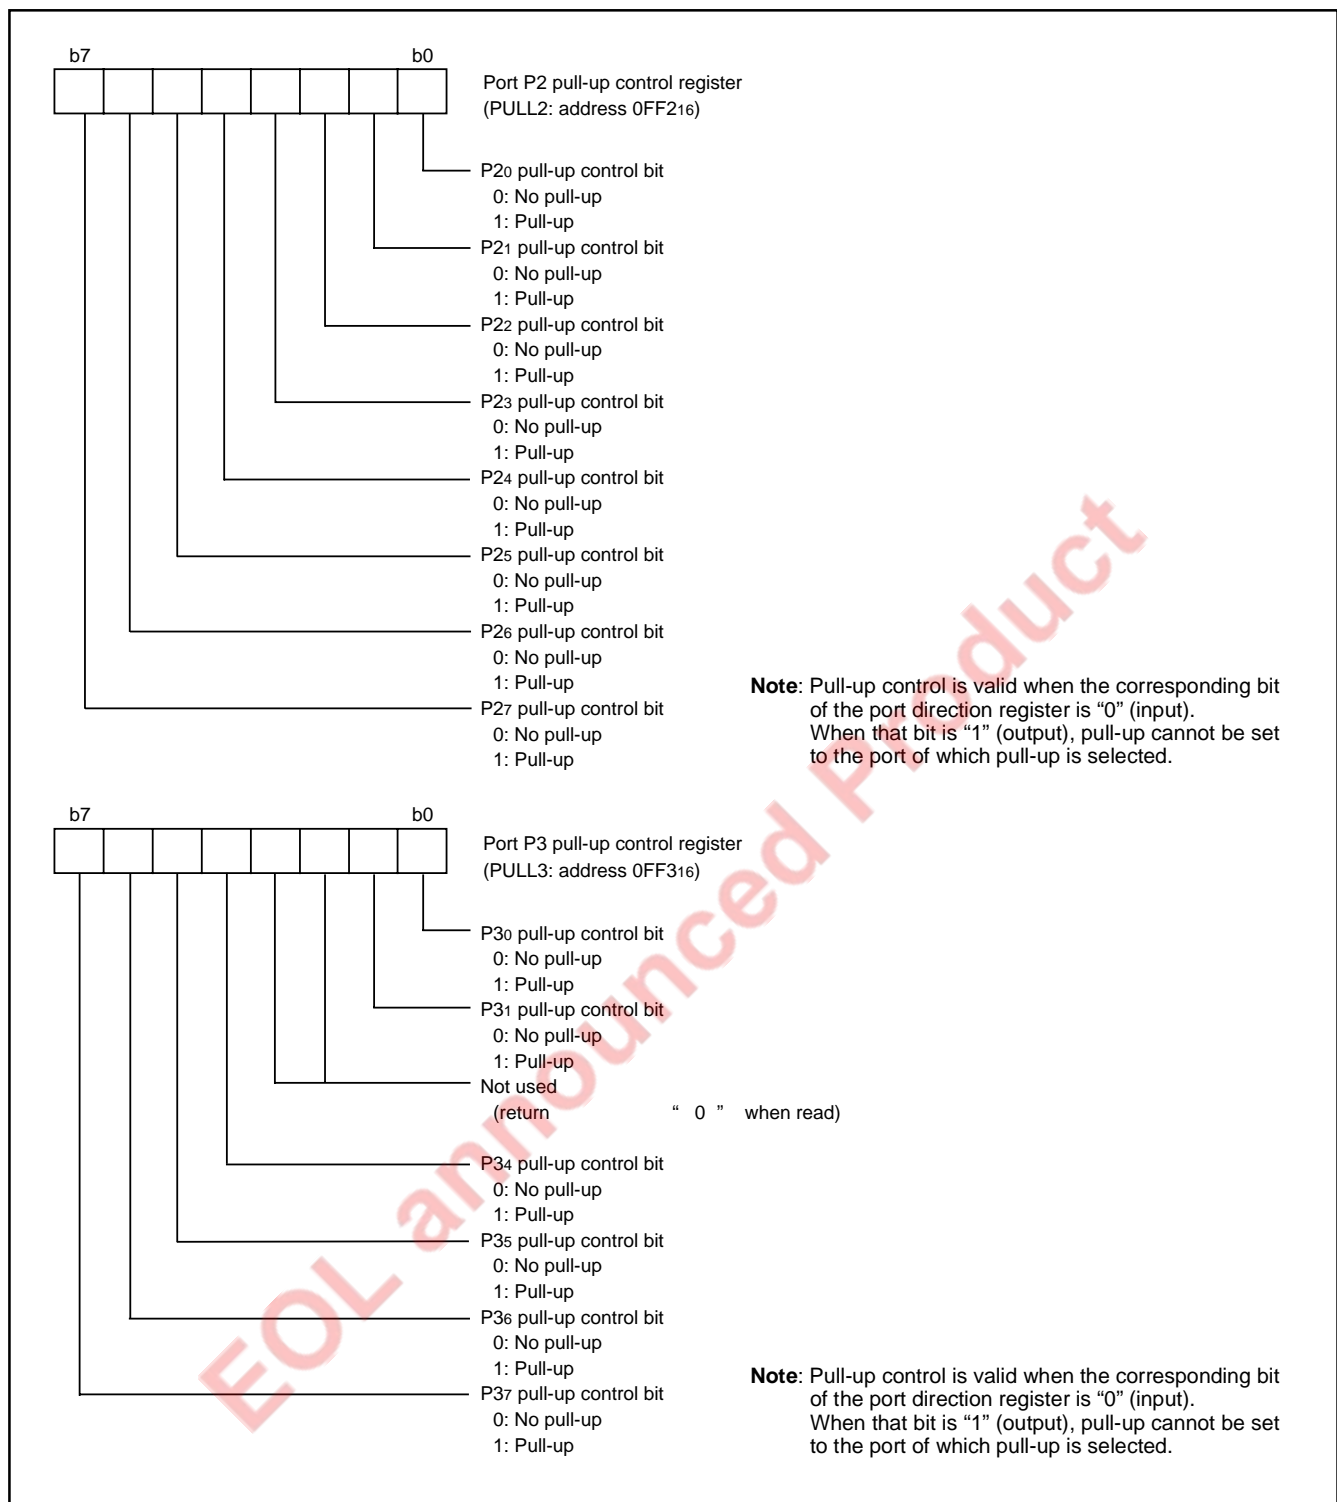 b7 b0
Port P2 pull-up control register
(PULL2: address 0FF216)
P20 pull-up control bit
0: No pull-up
1: Pull-up
P21 pull-up control bit
0: No pull-up
1: Pull-up
P22 pull-up control bit
0: No pull-up
1: Pull-up
P23 pull-up control bit
0: No pull-up
1: Pull-up
P24 pull-up control bit
0: No pull-up
1: Pull-up
P25 pull-up control bit
0: No pull-up
1: Pull-up
P26 pull-up control bit
0: No pull-up
1: Pull-up
P27 pull-up control bit
0: No pull-up
1: Pull-up
Note: Pull-up control is valid when the corresponding bit
of the port direction register is “0” (input).
When that bit is “1” (output), pull-up cannot be set
to the port of which pull-up is selected.
b7 b0
Port P3 pull-up control register
(PULL3: address 0FF316)
P30 pull-up control bit
0: No pull-up
1: Pull-up
P31 pull-up control bit
0: No pull-up
1: Pull-up
Not used
(return “ 0 ” when read)
P34 pull-up control bit
0: No pull-up
1: Pull-up
P35 pull-up control bit
0: No pull-up
1: Pull-up
P36 pull-up control bit
0: No pull-up
1: Pull-up
P37 pull-up control bit
0: No pull-up
1: Pull-up
Note: Pull-up control is valid when the corresponding bit
of the port direction register is “0” (input).
When that bit is “1” (output), pull-up cannot be set
to the port of which pull-up is selected.
EOL announced Product